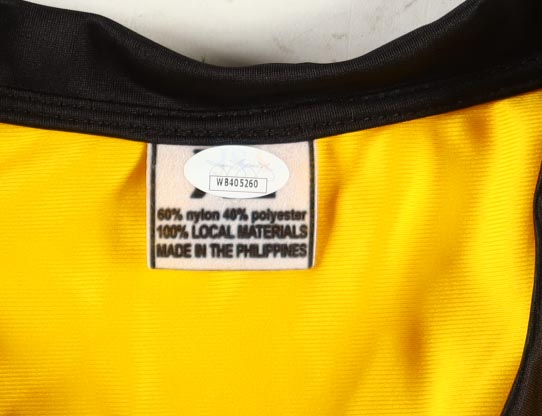 WB405260
60% nylon 40% polyester
100% LOCAL MATERIALS
MADE IN THE PHILIPPINES